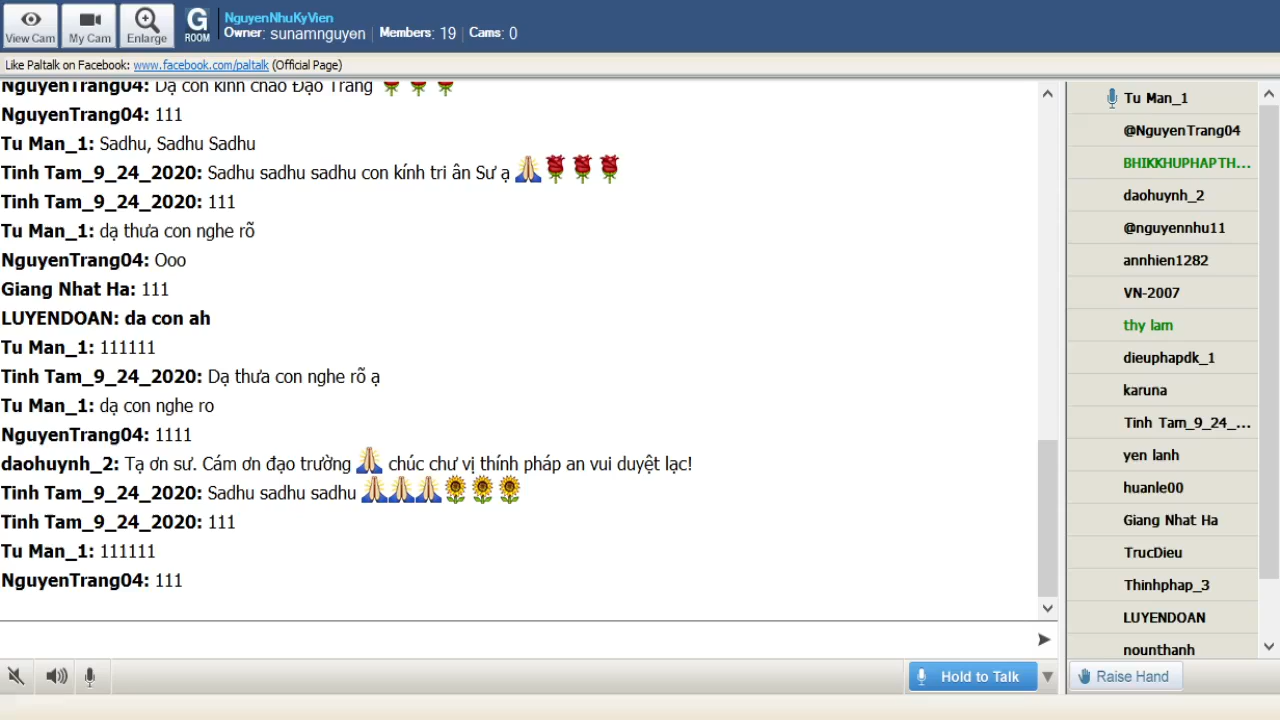 NguyenNhuKyVien
View Cam My Cam Enlarge G ROOM Owner: sunamnguyen Members: 19 Cams: 0
Like Paltalk on Facebook: www.facebook.com/paltalk (Official Page)
NguyenTrang04: Dạ con kính chào Đạo Tràng
NguyenTrang04: 111
Tu Man_1: Sadhu, Sadhu Sadhu
Tinh Tam_9_24_2020: Sadhu sadhu sadhu con kính tri ân Sư ạ
Tinh Tam_9_24_2020: 111
Tu Man_1: dạ thưa con nghe rõ
NguyenTrang04: Ooo
Giang Nhat Ha: 111
LUYENDOAN: da con ah
Tu Man_1: 111111
Tinh Tam_9_24_2020: Dạ thưa con nghe rõ ạ
Tu Man_1: dạ con nghe ro
NguyenTrang04: 1111
daohuynh_2: Tạ ơn sư. Cám ơn đạo trường chúc chư vị thính pháp an vui duyệt lạc!
Tinh Tam_9_24_2020: Sadhu sadhu sadhu
Tinh Tam_9_24_2020: 111
Tu Man_1: 111111
NguyenTrang04: 111
Tu Man_1
@NguyenTrang04
BHIKKHUPHAPTH...
daohuynh_2
@nguyennhu11
annhien1282
VN-2007
thy lam
dieuphapdk_1
karuna
Tinh Tam_9_24_...
yen lanh
huanle00
Giang Nhat Ha
TrucDieu
Thinhphap_3
LUYENDOAN
nounthanh
Hold to Talk
Raise Hand